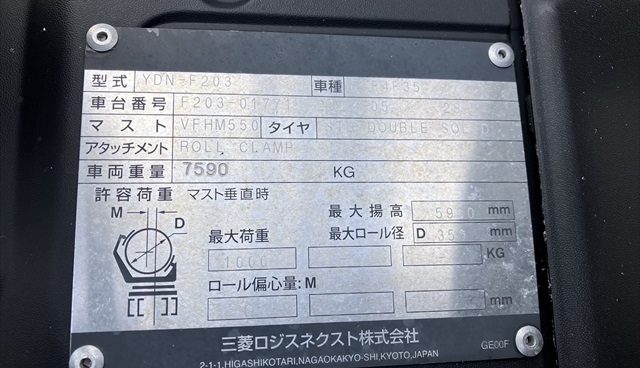 型式 YDN-F203 車種
車台番号
マスト VFHM550 タイヤ DOUBLE SOLID
アタッチメント ROLL CLAMP
車両重量 7590 KG
許容荷重 マスト垂直時
M D
最大揚高 mm
最大荷重 最大ロール径 D mm
1000 KG
ロール偏心量:M
mm
三菱ロジスネクスト株式会社
2-1-1,HIGASHIKOTARI,NAGAOKAKYO-SHI,KYOTO,JAPAN GE00F